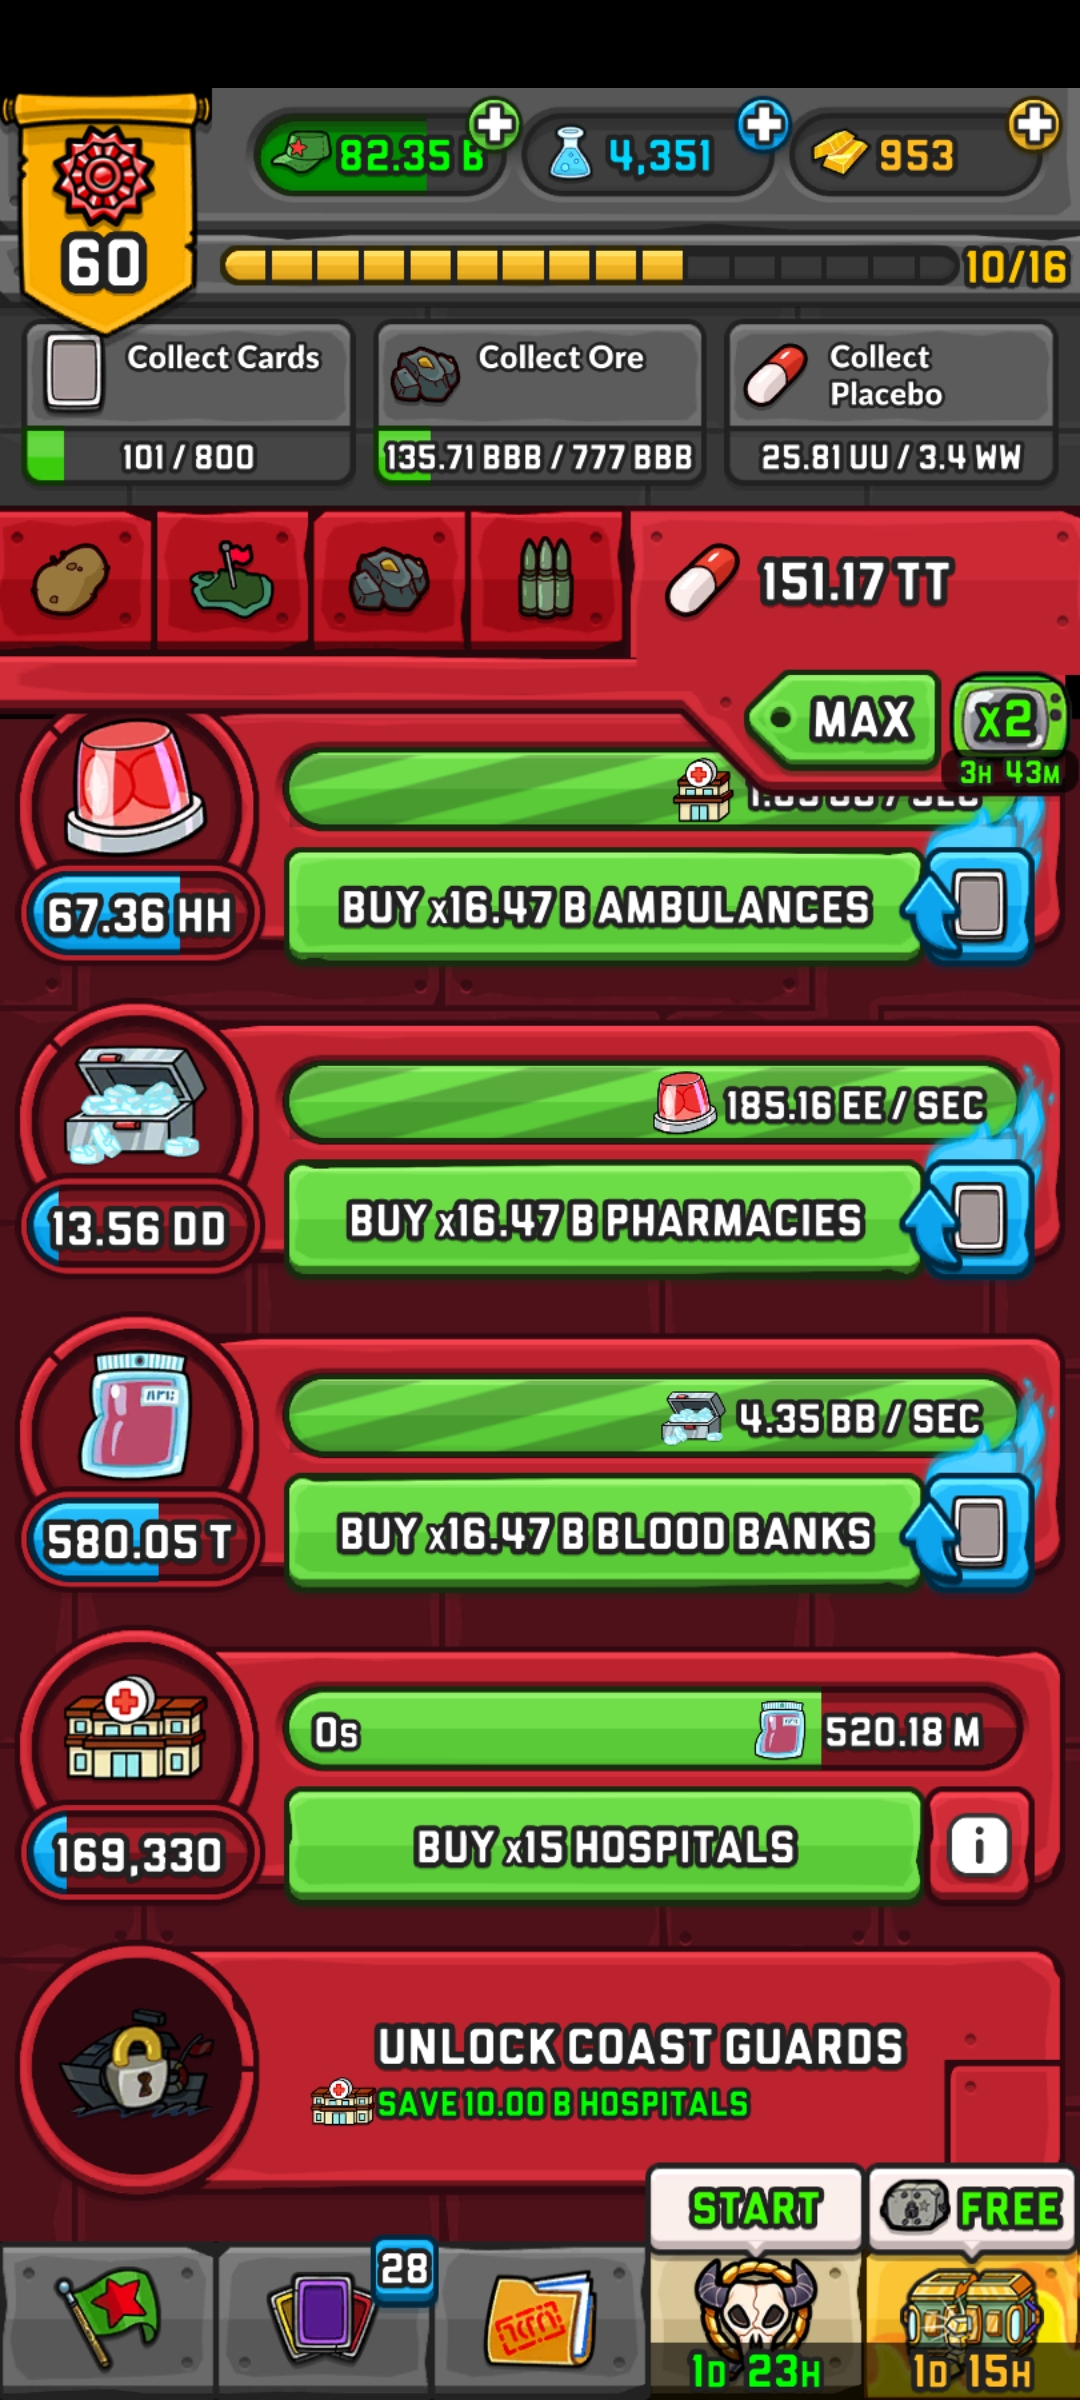 82.35 B
4,351
953
60
10/16
Collect Cards
101 / 800
Collect Ore
135.71 BBB / 777 BBB
Collect
Placebo
25.81 UU / 3.4 WW
151.17 TT
MAX
x2
3H 43M
/ SEC
67.36 HH
BUY x16.47 B AMBULANCES
185.16 EE / SEC
13.56 DD
BUY x16.47 B PHARMACIES
4.35 BB / SEC
580.05 T
BUY x16.47 B BLOOD BANKS
0s
520.18 M
169,330
BUY x15 HOSPITALS
i
UNLOCK COAST GUARDS
SAVE 10.00 B HOSPITALS
START
FREE
28
1D 23H
1D 15H